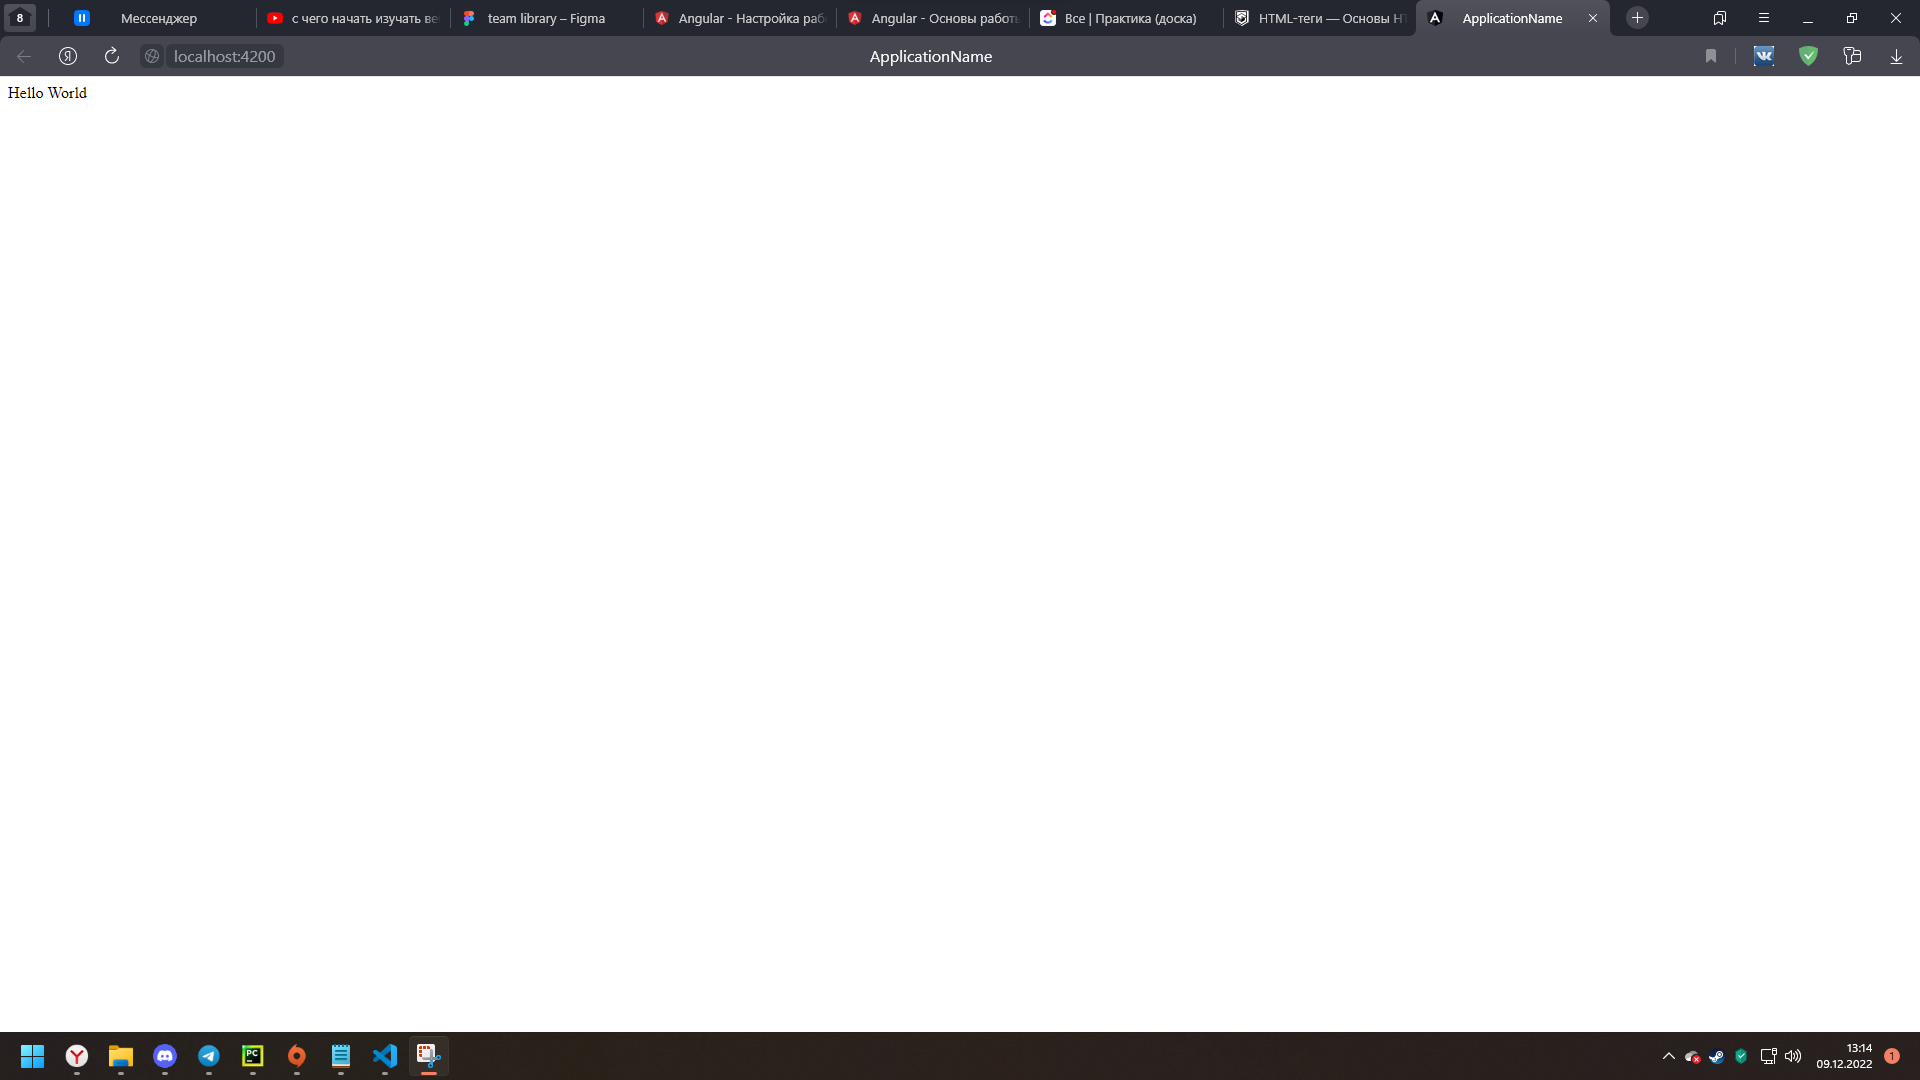 8
Мессенджер
с чего начать изучать ве
team library – Figma
Angular - Настройка раб
Angular - Основы работ
Все | Практика (доска)
HTML-теги — Основы HT
ApplicationName
localhost:4200
ApplicationName
Hello World
13:14
09.12.2022
1